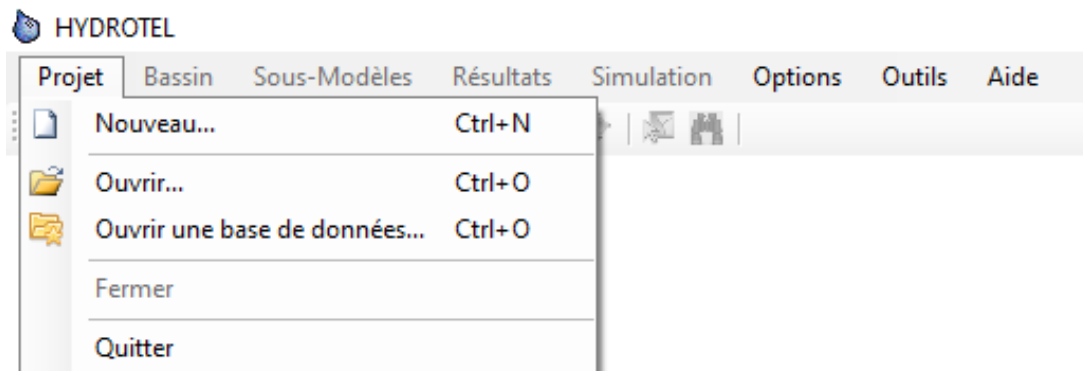 HYDROTEL
Projet Bassin Sous-Modèles Résultats Simulation Options Outils Aide
Nouveau... Ctrl+N
Ouvrir... Ctrl+O
Ouvrir une base de données... Ctrl+O
Fermer
Quitter